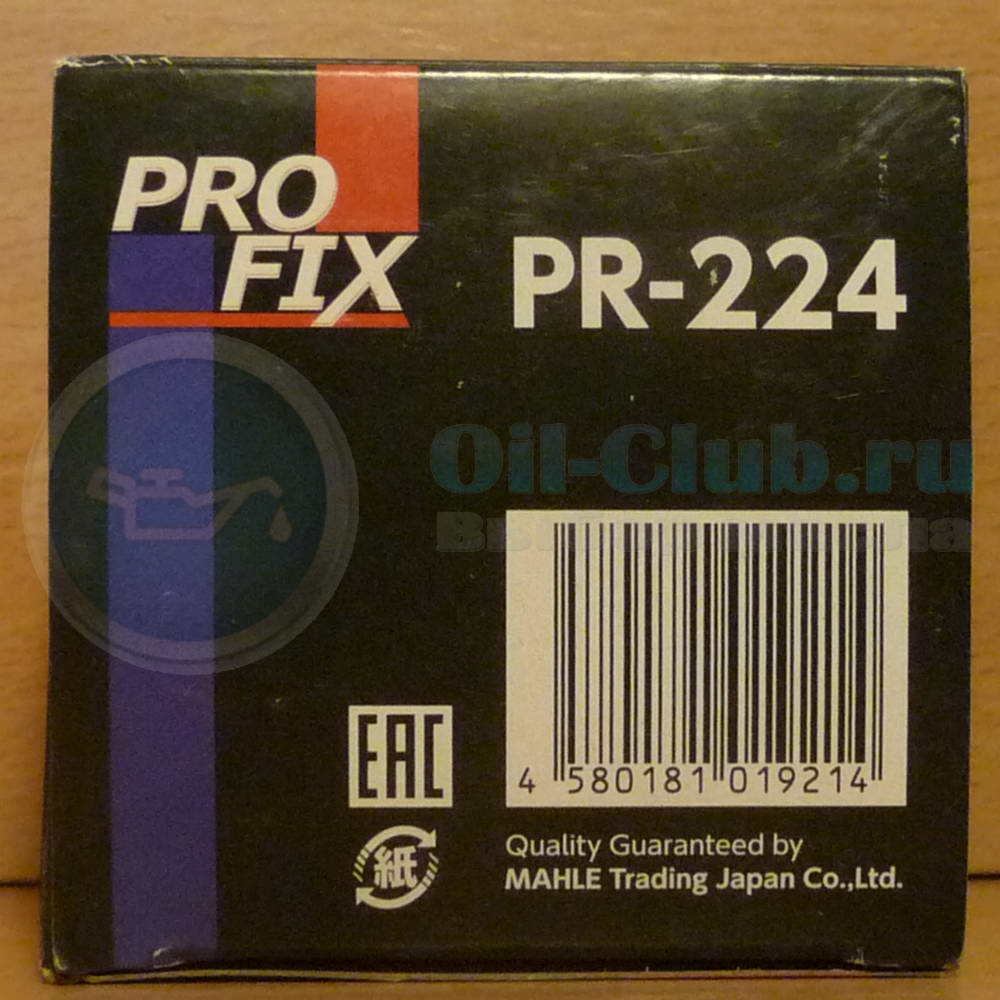 PRO
FIX
PR-224
Oil-Club.ru
EAC
4 580181 019214
紙
Quality Guaranteed by
MAHLE Trading Japan Co.,Ltd.